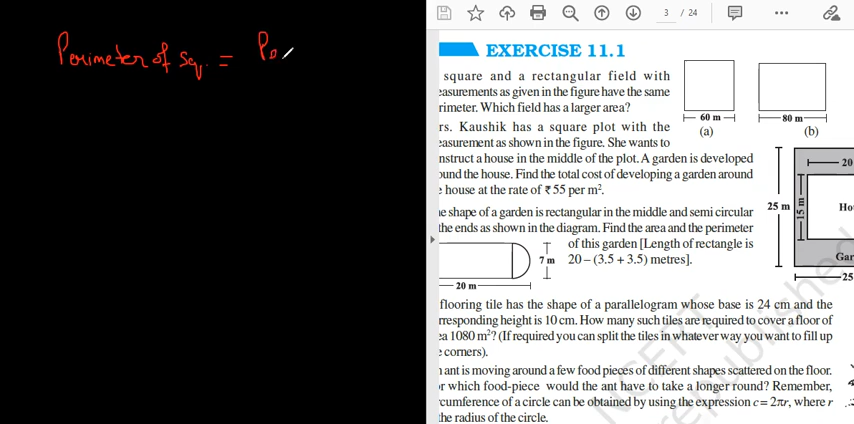 Perimeter of Sq. = Pe
3 / 24
EXERCISE 11.1
square and a rectangular field with
easurements as given in the figure have the same
rimeter. Which field has a larger area?
60 m
80 m
(a)
(b)
rs. Kaushik has a square plot with the
easurement as shown in the figure. She wants to
nstruct a house in the middle of the plot. A garden is developed
ound the house. Find the total cost of developing a garden around
e house at the rate of ₹ 55 per m².
20
25 m
15 m
Ho
Gar
25
he shape of a garden is rectangular in the middle and semi circular
the ends as shown in the diagram. Find the area and the perimeter
of this garden [Length of rectangle is
7 m
20 – (3.5 + 3.5) metres].
20 m
flooring tile has the shape of a parallelogram whose base is 24 cm and the
rresponding height is 10 cm. How many such tiles are required to cover a floor of
ea 1080 m²? (If required you can split the tiles in whatever way you want to fill up
e corners).
ant is moving around a few food pieces of different shapes scattered on the floor.
or which food-piece would the ant have to take a longer round? Remember,
rcumference of a circle can be obtained by using the expression c = 2πr, where r
the radius of the circle.
NCERT
republished